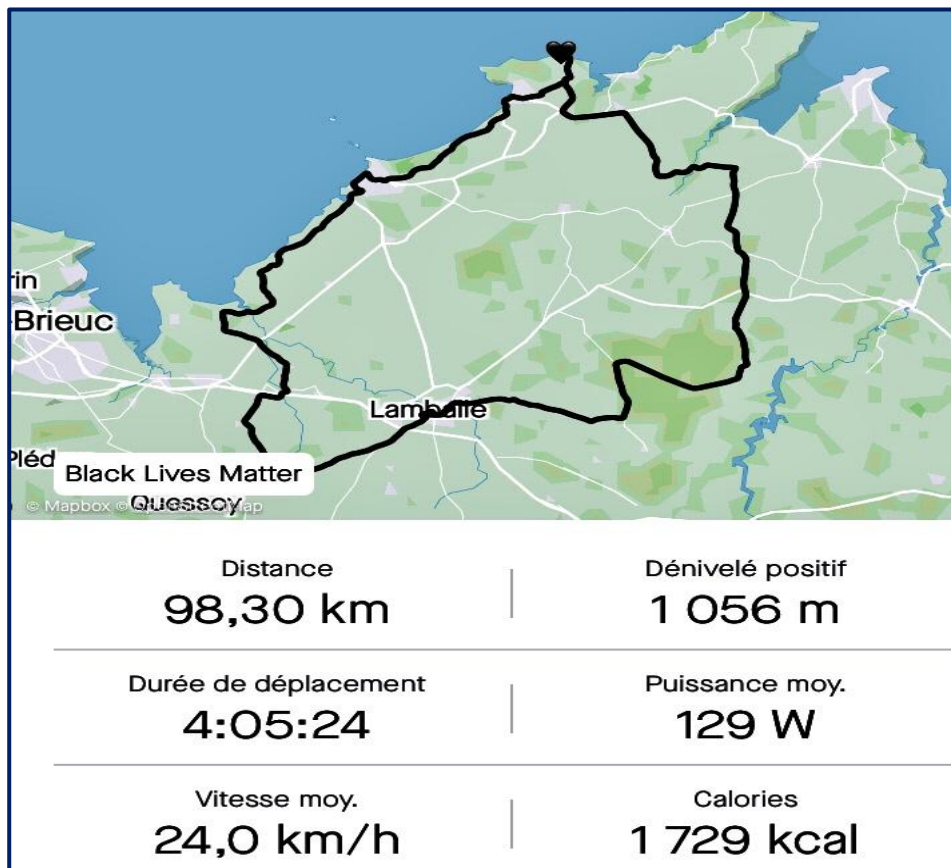 rin
-Brieuc
Lamballe
Pléd
Black Lives Matter
Quessoy
© Mapbox ©
Distance
98,30 km
Dénivelé positif
1 056 m
Durée de déplacement
4:05:24
Puissance moy.
129 W
Vitesse moy.
24,0 km/h
Calories
1 729 kcal